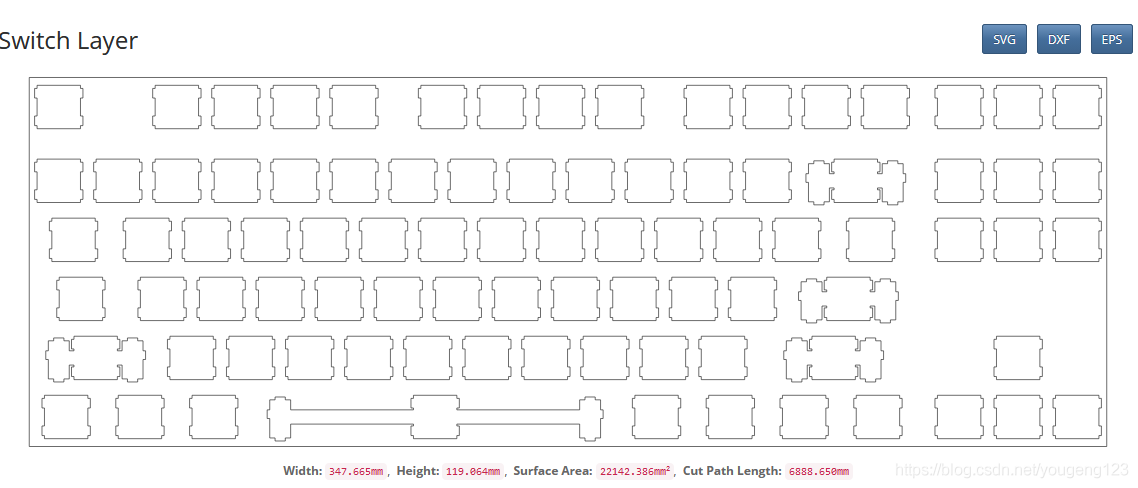 Switch Layer
SVG DXF EPS
Width: 347.665mm, Height: 119.064mm, Surface Area: 22142.386mm², Cut Path Length: 6888.650mm
https://blog.csdn.net/yougeng123